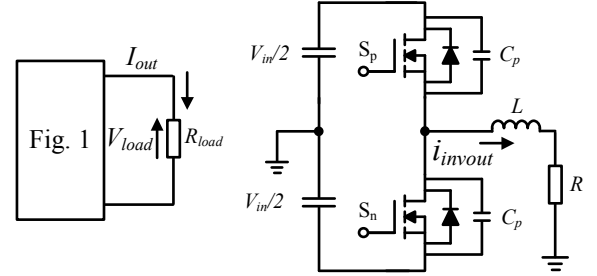 I_out
Fig. 1
V_load
R_load
V_in/2
S_p
C_p
L
i_invout
R
V_in/2
S_n
C_p